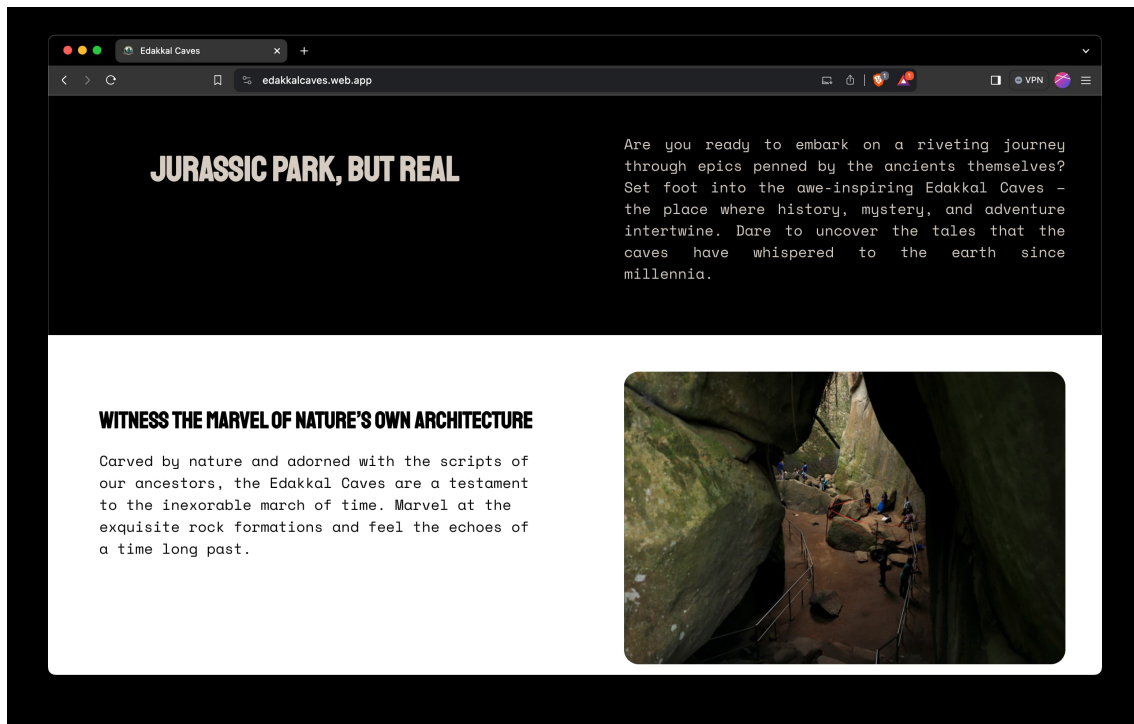 Edakkal Caves
edakkalcaves.web.app
1
1
VPN
JURASSIC PARK, BUT REAL
Are you ready to embark on a riveting journey
through epics penned by the ancients themselves?
Set foot into the awe-inspiring Edakkal Caves –
the place where history, mystery, and adventure
intertwine. Dare to uncover the tales that the
caves have whispered to the earth since
millennia.
WITNESS THE MARVEL OF NATURE'S OWN ARCHITECTURE
Carved by nature and adorned with the scripts of
our ancestors, the Edakkal Caves are a testament
to the inexorable march of time. Marvel at the
exquisite rock formations and feel the echoes of
a time long past.